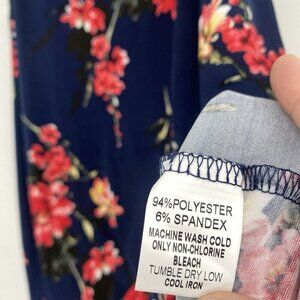 94%POLYESTER
6% SPANDEX
MACHINE WASH COLD
ONLY NON-CHLORINE
BLEACH
TUMBLE DRY LOW
COOL IRON